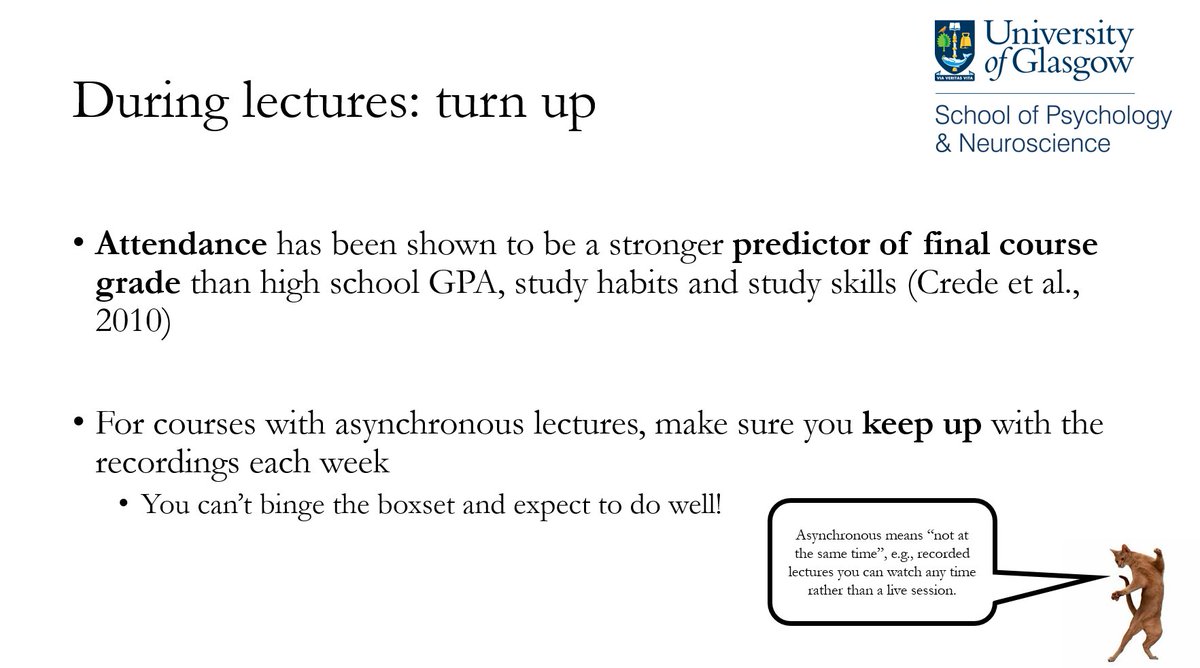 University
of Glasgow
School of Psychology
& Neuroscience
VIA VERITAS VITA
During lectures: turn up
• Attendance has been shown to be a stronger predictor of final course
grade than high school GPA, study habits and study skills (Crede et al.,
2010)
• For courses with asynchronous lectures, make sure you keep up with the
recordings each week
• You can’t binge the boxset and expect to do well!
Asynchronous means “not at
the same time”, e.g., recorded
lectures you can watch any time
rather than a live session.